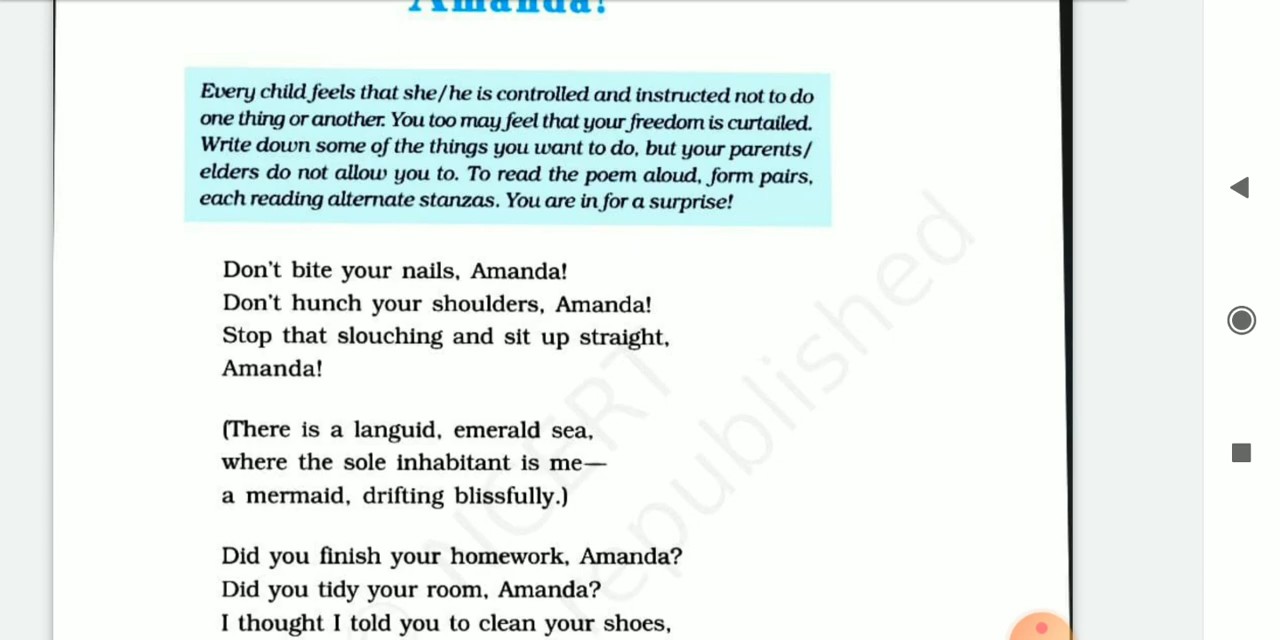 Amanda!
Every child feels that she/he is controlled and instructed not to do
one thing or another. You too may feel that your freedom is curtailed.
Write down some of the things you want to do, but your parents/
elders do not allow you to. To read the poem aloud, form pairs,
each reading alternate stanzas. You are in for a surprise!
Don't bite your nails, Amanda!
Don't hunch your shoulders, Amanda!
Stop that slouching and sit up straight,
Amanda!
(There is a languid, emerald sea,
where the sole inhabitant is me—
a mermaid, drifting blissfully.)
Did you finish your homework, Amanda?
Did you tidy your room, Amanda?
I thought I told you to clean your shoes,
© NCERT
republished